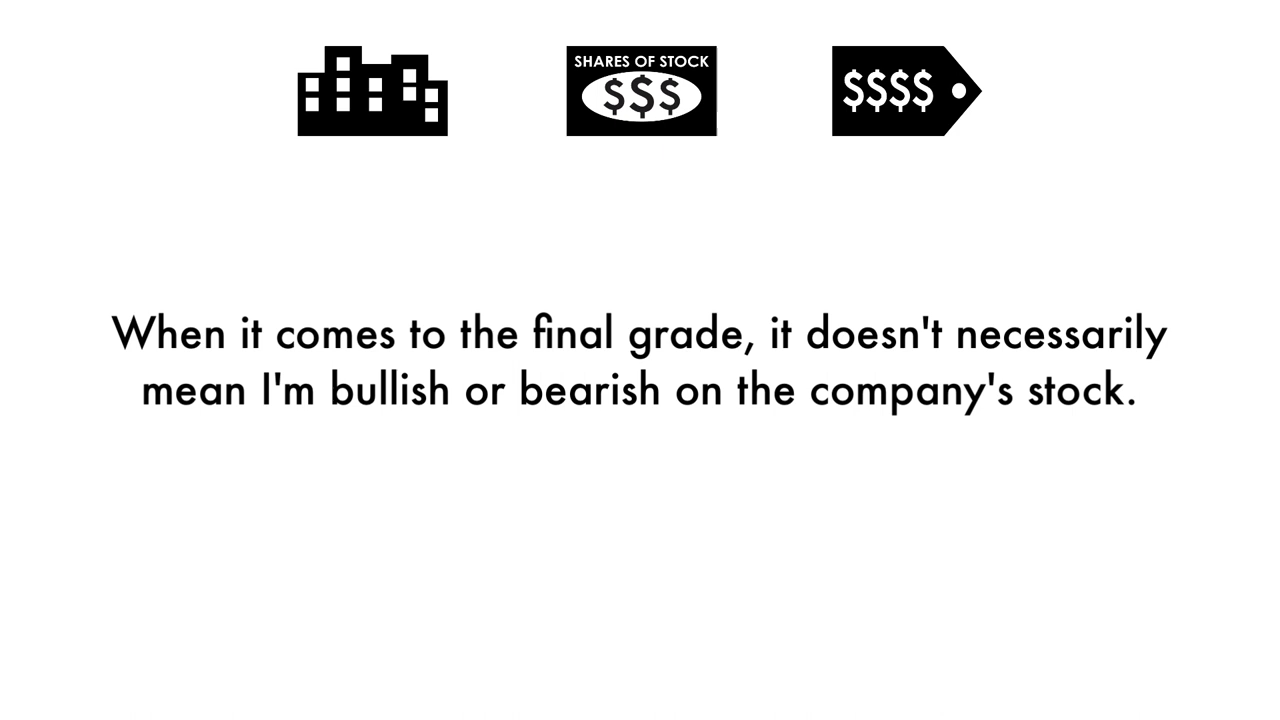 SHARES OF STOCK
$$$
$$$$
When it comes to the final grade, it doesn't necessarily
mean I'm bullish or bearish on the company's stock.